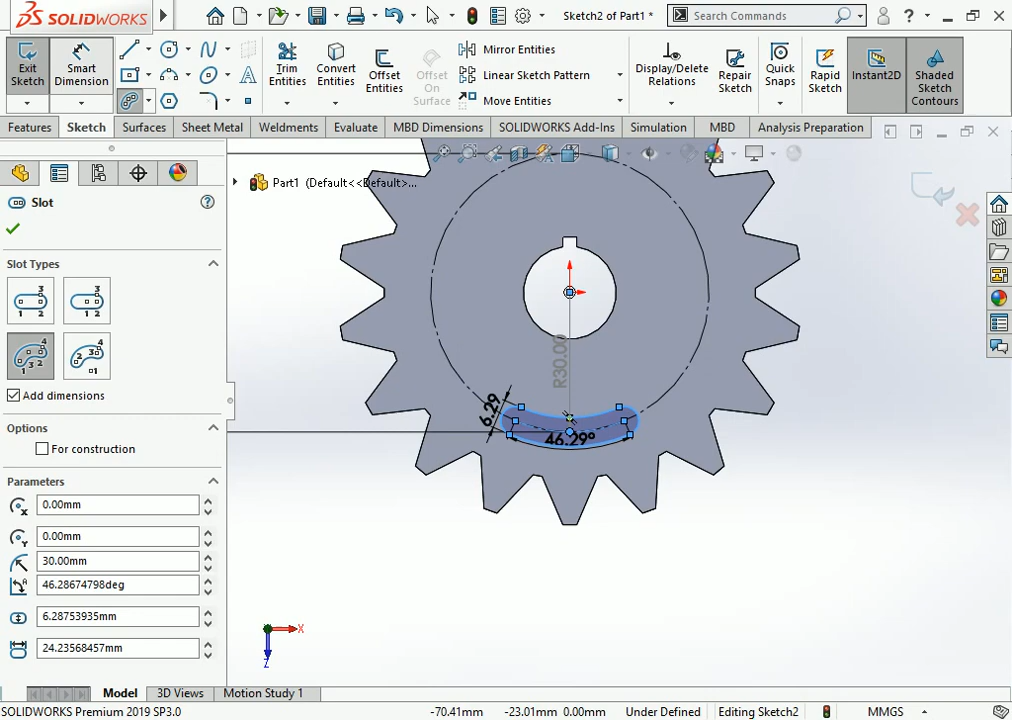 SOLIDWORKS
Sketch2 of Part1 *
Search Commands
Exit Sketch
Smart Dimension
Trim Entities
Convert Entities
Offset Entities
Offset On Surface
Mirror Entities
Linear Sketch Pattern
Move Entities
Display/Delete Relations
Repair Sketch
Quick Snaps
Rapid Sketch
Instant2D
Shaded Sketch Contours
Features Sketch Surfaces Sheet Metal Weldments Evaluate MBD Dimensions SOLIDWORKS Add-Ins Simulation MBD Analysis Preparation
Part1 (Default<<Default>...
Slot
Slot Types
Add dimensions
Options
For construction
Parameters
0.00mm
0.00mm
30.00mm
46.28674798deg
6.28753935mm
24.23568457mm
R30.00
6.29
46.29°
X
Z
Model 3D Views Motion Study 1
SOLIDWORKS Premium 2019 SP3.0 -70.41mm -23.01mm 0.00mm Under Defined Editing Sketch2 MMGS